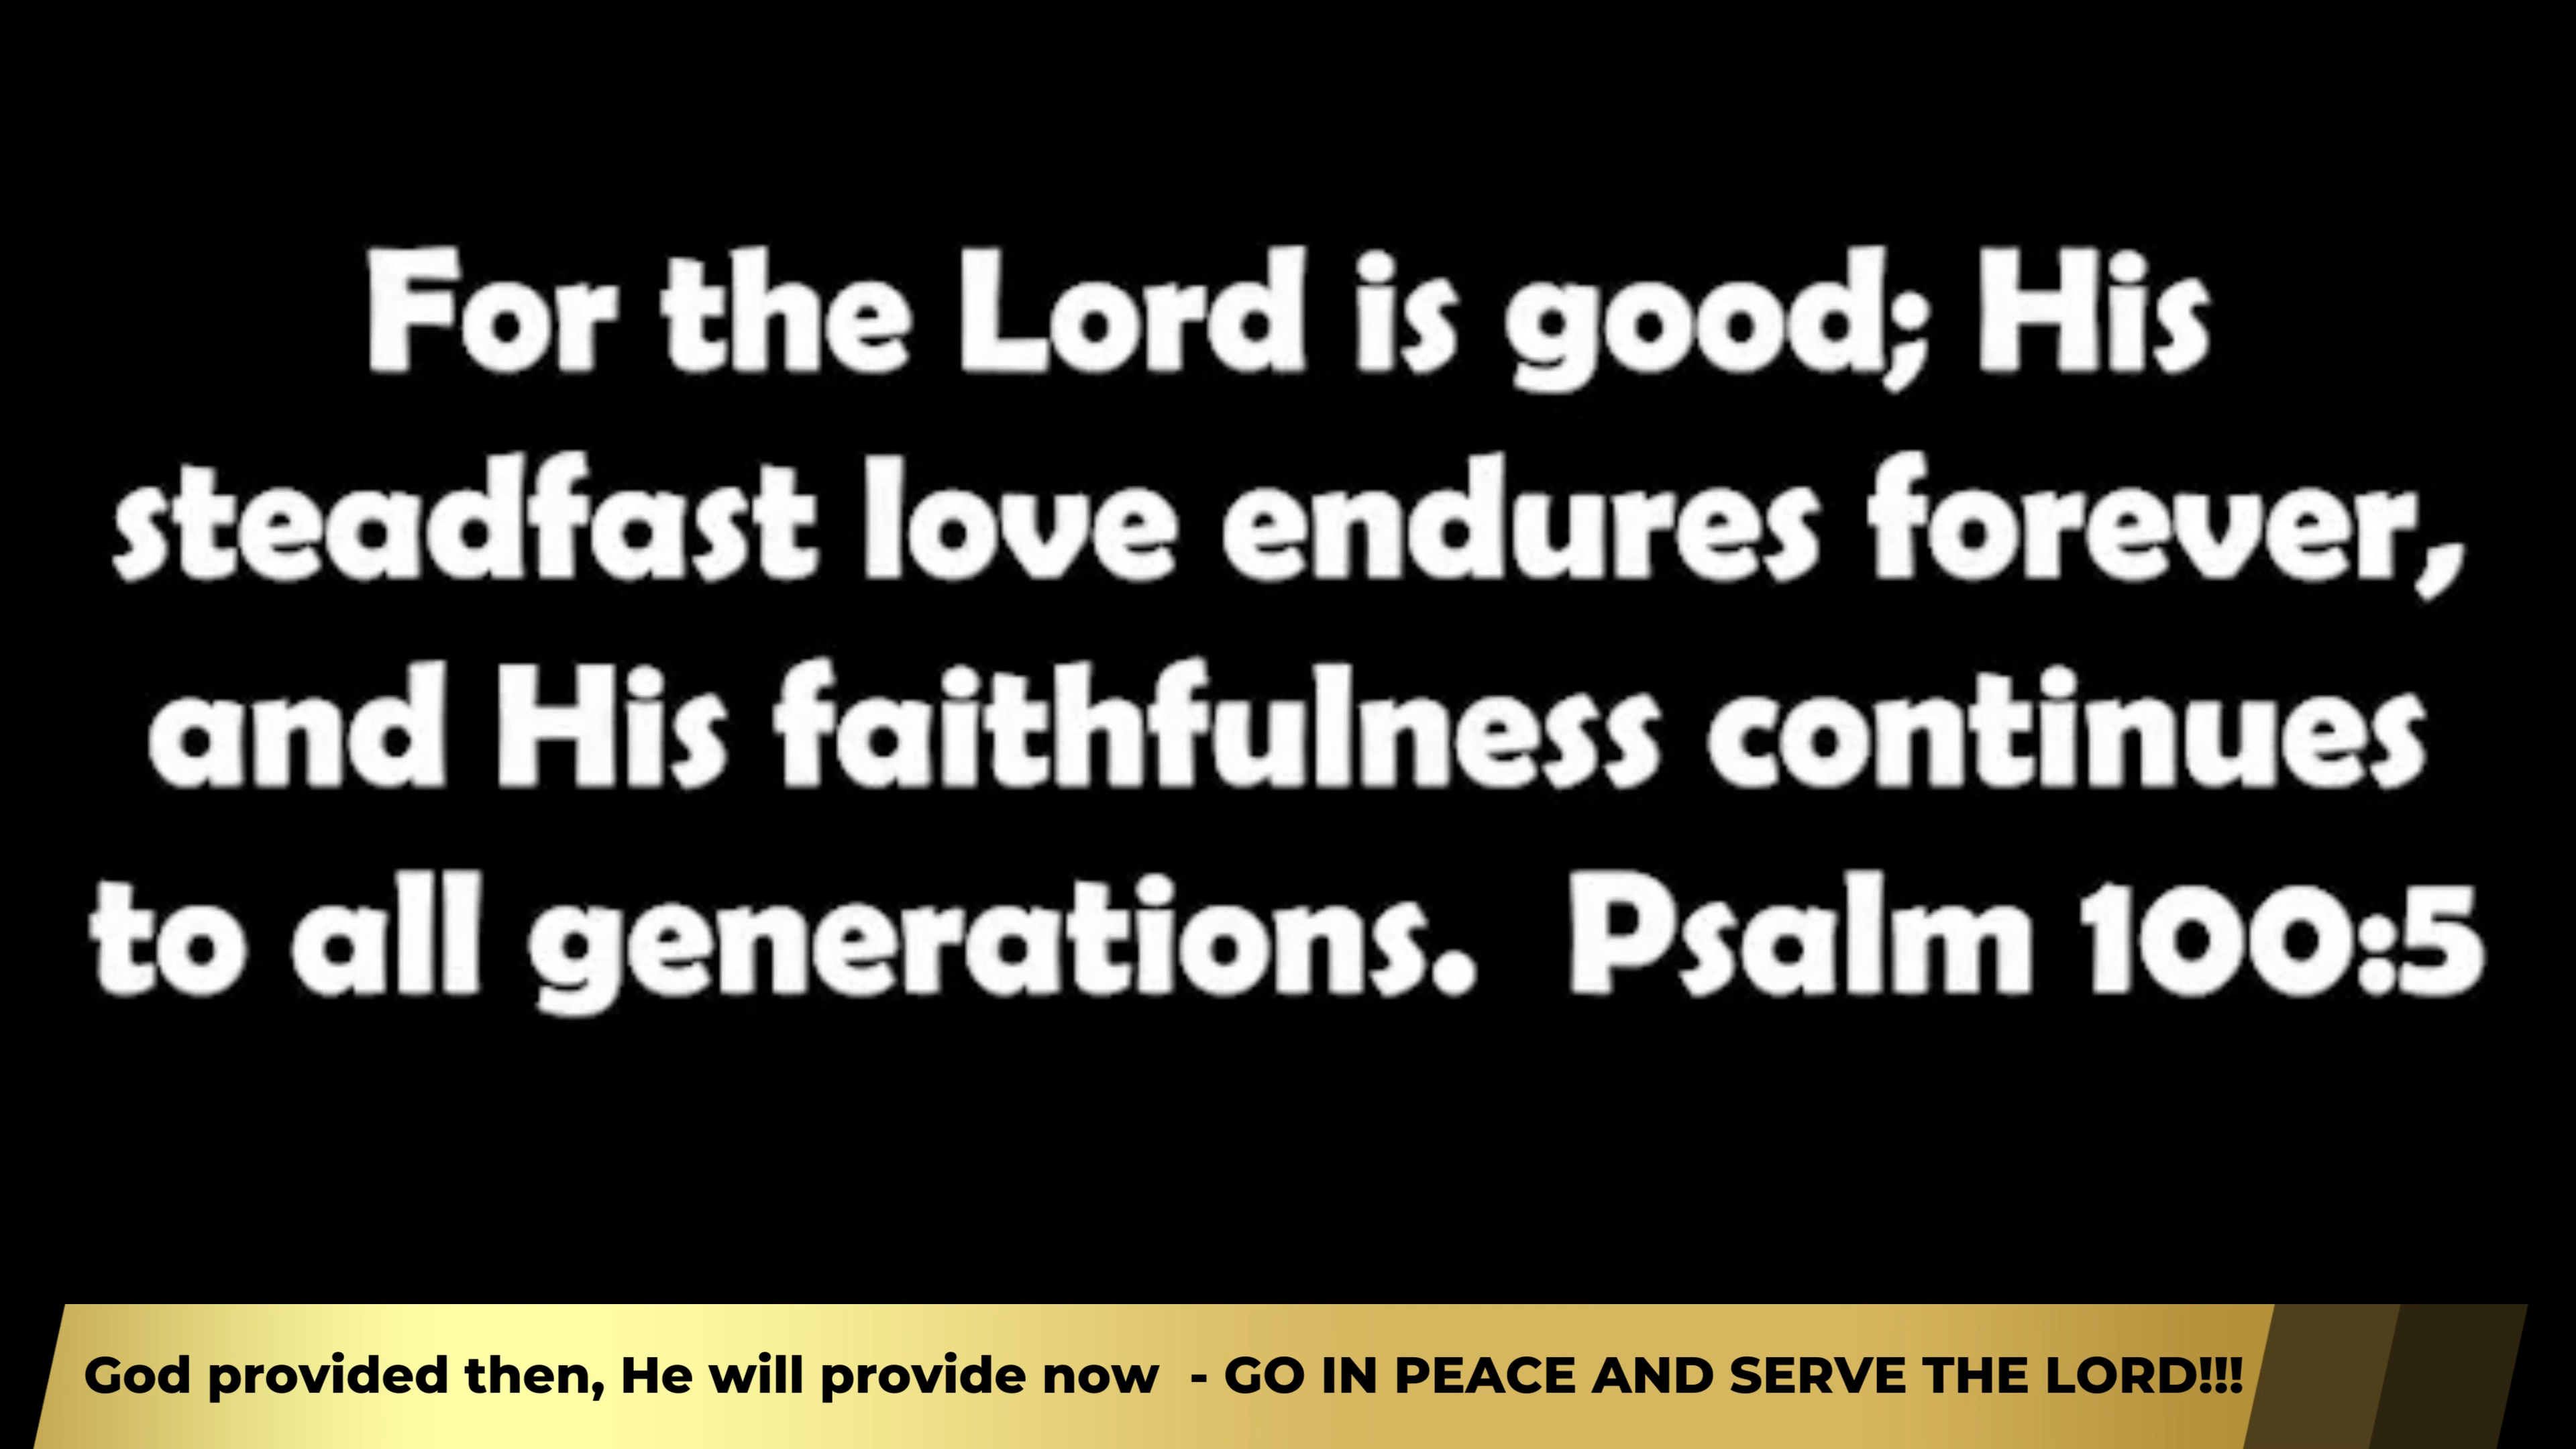 For the Lord is good; His
steadfast love endures forever,
and His faithfulness continues
to all generations.  Psalm 100:5
God provided then, He will provide now  - GO IN PEACE AND SERVE THE LORD!!!